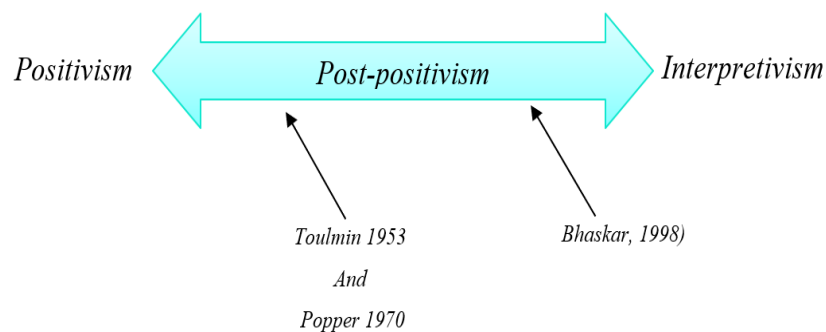 Positivism
Post-positivism
Interpretivism
Toulmin 1953
And
Popper 1970
Bhaskar, 1998)